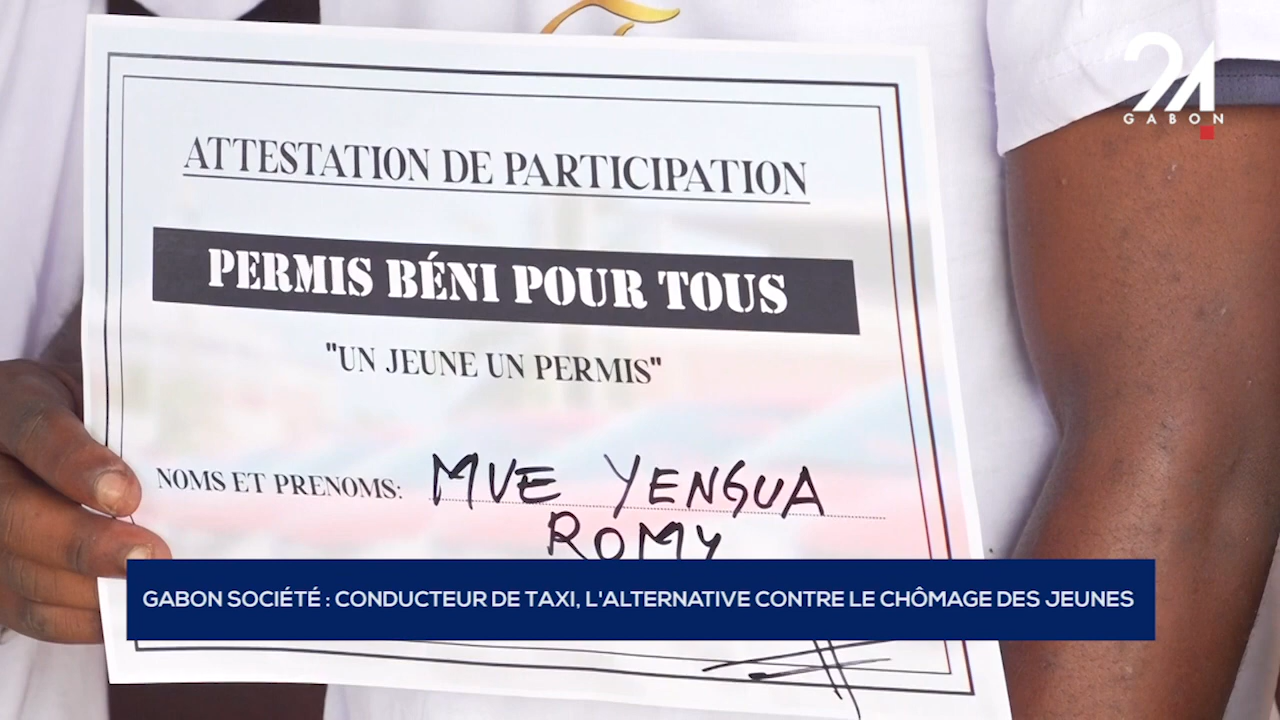 24
GABON
ATTESTATION DE PARTICIPATION
PERMIS BÉNI POUR TOUS
"UN JEUNE UN PERMIS"
NOMS ET PRENOMS: MVE YENGUA
ROMY
GABON SOCIÉTÉ : CONDUCTEUR DE TAXI, L'ALTERNATIVE CONTRE LE CHÔMAGE DES JEUNES